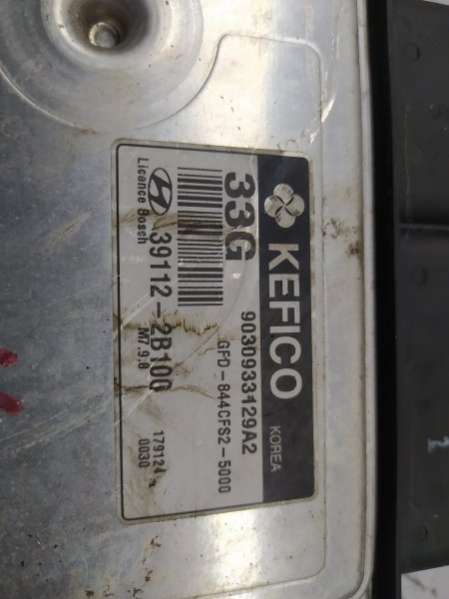 KEFICO KOREA
33G
9030933129A2
GFD-844CFS2-5000
39112-2B100
Licence Bosch
M7.9.8
179124
0030